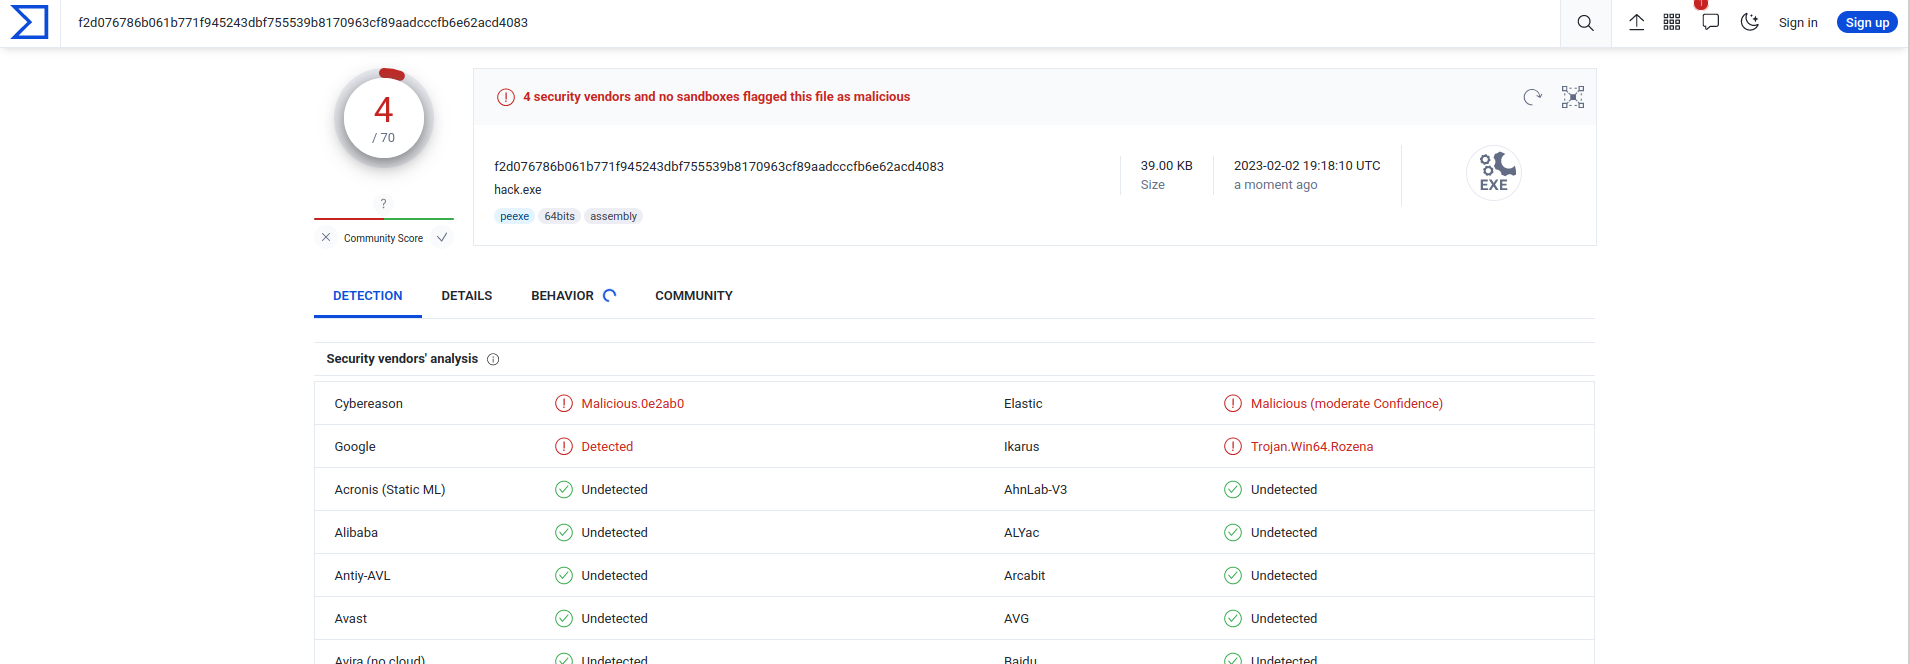 f2d076786b061b771f945243dbf755539b8170963cf89aadcccfb6e62acd4083
Sign in
Sign up
4
/ 70
?
Community Score
4 security vendors and no sandboxes flagged this file as malicious
f2d076786b061b771f945243dbf755539b8170963cf89aadcccfb6e62acd4083
hack.exe
peexe 64bits assembly
39.00 KB
Size
2023-02-02 19:18:10 UTC
a moment ago
EXE
DETECTION DETAILS BEHAVIOR COMMUNITY
Security vendors' analysis
Cybereason Malicious.0e2ab0 Elastic Malicious (moderate Confidence)
Google Detected Ikarus Trojan.Win64.Rozena
Acronis (Static ML) Undetected AhnLab-V3 Undetected
Alibaba Undetected ALYac Undetected
Antiy-AVL Undetected Arcabit Undetected
Avast Undetected AVG Undetected
Avira (no cloud) Undetected Baidu Undetected